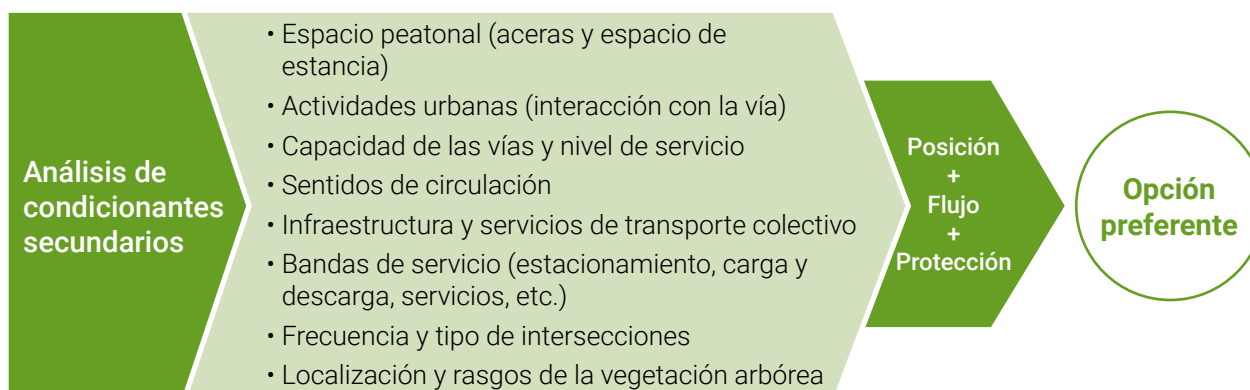 Análisis de
condicionantes
secundarios
• Espacio peatonal (aceras y espacio de
estancia)
• Actividades urbanas (interacción con la vía)
• Capacidad de las vías y nivel de servicio
• Sentidos de circulación
• Infraestructura y servicios de transporte colectivo
• Bandas de servicio (estacionamiento, carga y
descarga, servicios, etc.)
• Frecuencia y tipo de intersecciones
• Localización y rasgos de la vegetación arbórea
Posición
+
Flujo
+
Protección
Opción
preferente